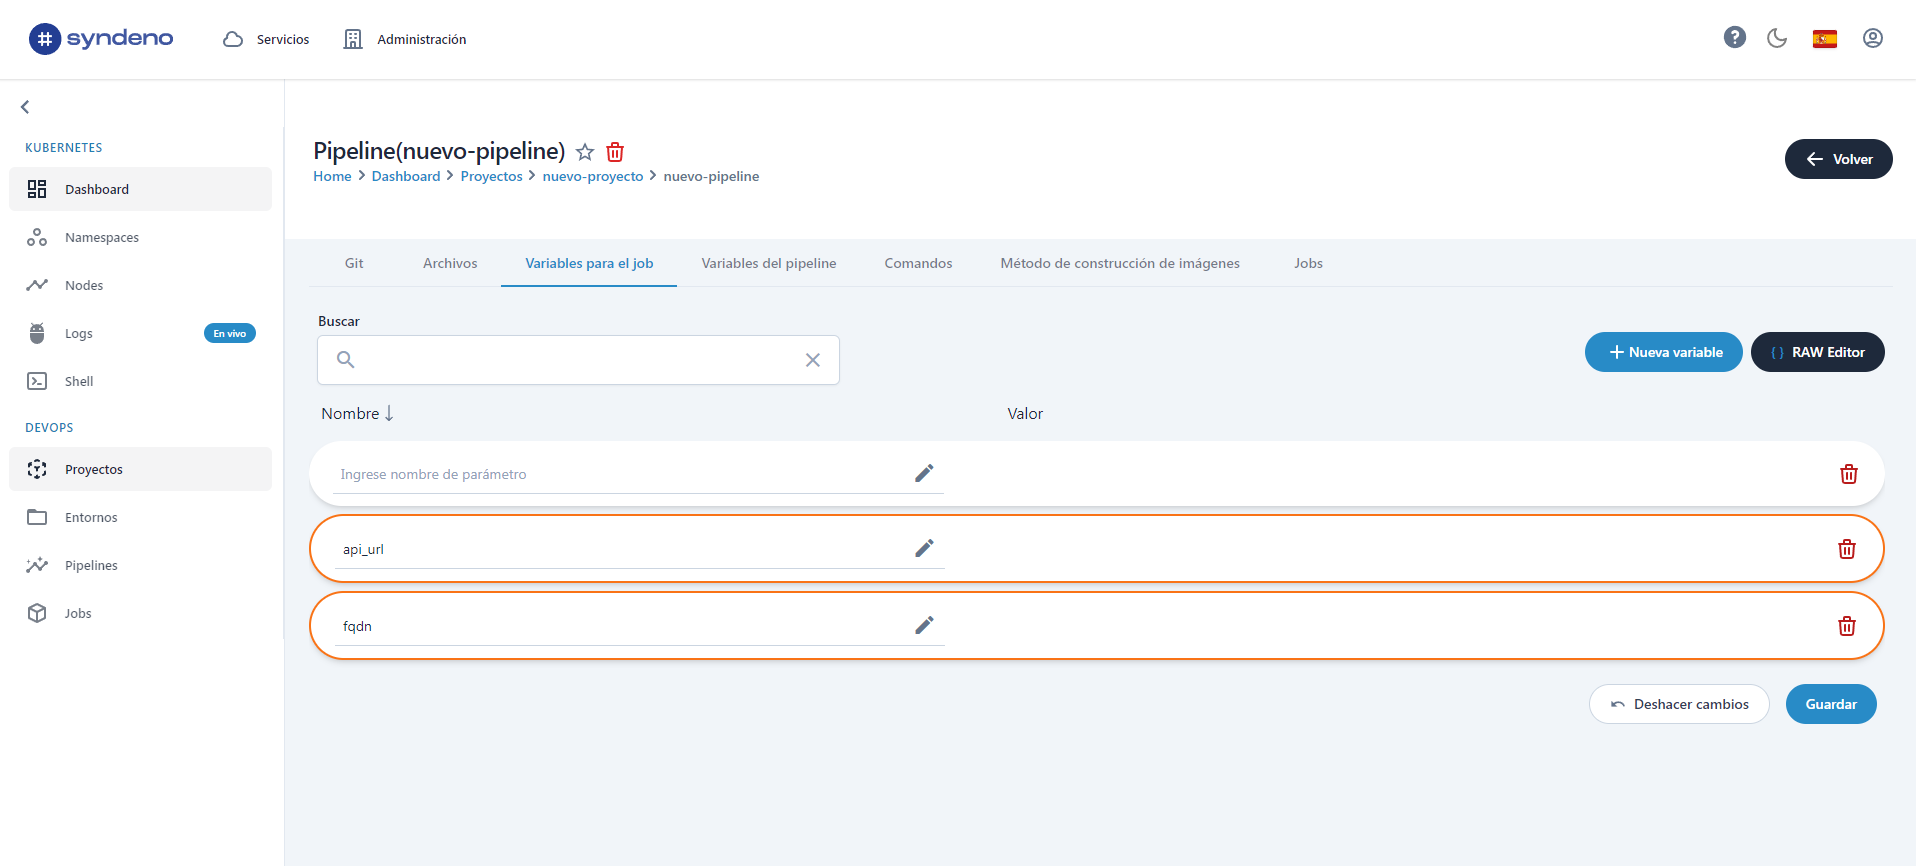 syndeno
Servicios
Administración
KUBERNETES
Dashboard
Namespaces
Nodes
Logs
En vivo
Shell
DEVOPS
Proyectos
Entornos
Pipelines
Jobs
Pipeline(nuevo-pipeline)
Home > Dashboard > Proyectos > nuevo-proyecto > nuevo-pipeline
Volver
Git Archivos Variables para el job Variables del pipeline Comandos Método de construcción de imágenes Jobs
Buscar
Nueva variable
{ } RAW Editor
Nombre Valor
Ingrese nombre de parámetro
api_url
fqdn
Deshacer cambios
Guardar